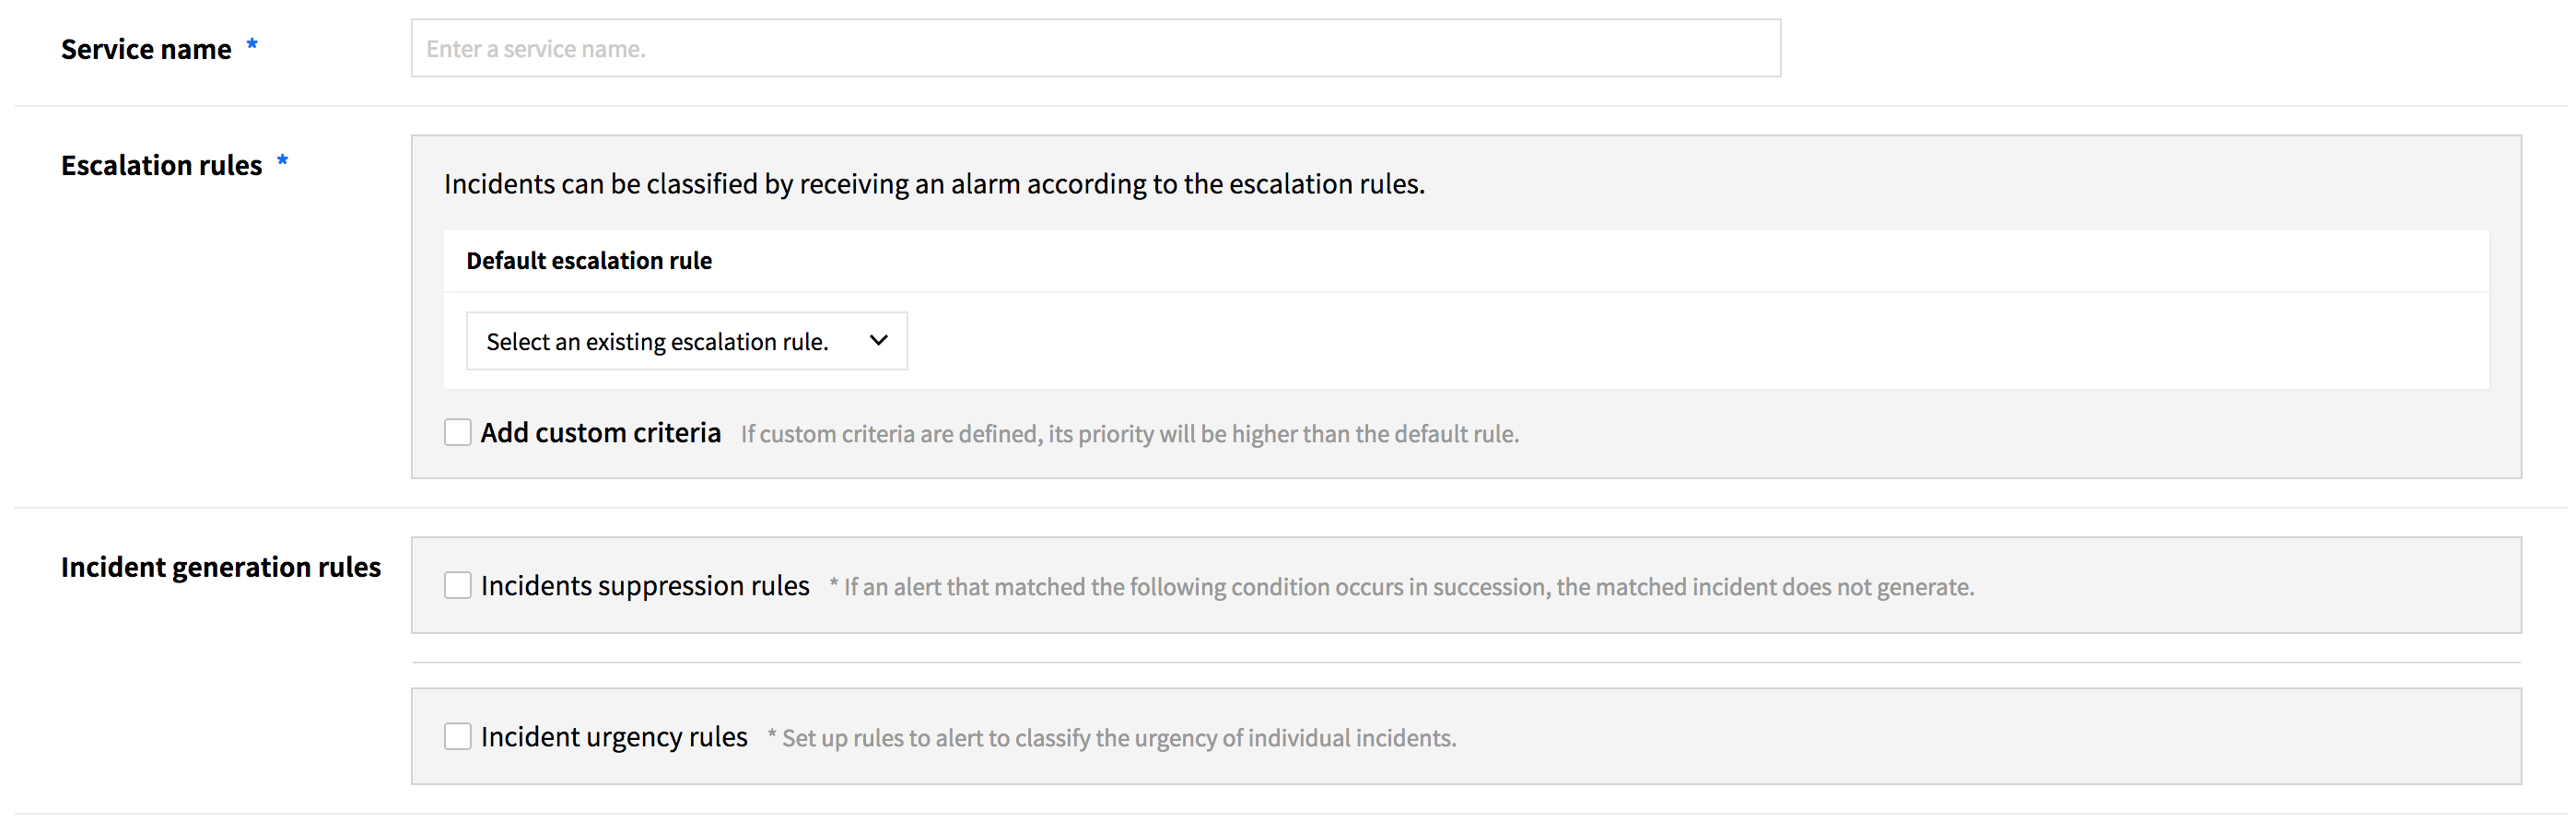 Service name *
Enter a service name.
Escalation rules *
Incidents can be classified by receiving an alarm according to the escalation rules.
Default escalation rule
Select an existing escalation rule.
Add custom criteria If custom criteria are defined, its priority will be higher than the default rule.
Incident generation rules
Incidents suppression rules * If an alert that matched the following condition occurs in succession, the matched incident does not generate.
Incident urgency rules * Set up rules to alert to classify the urgency of individual incidents.